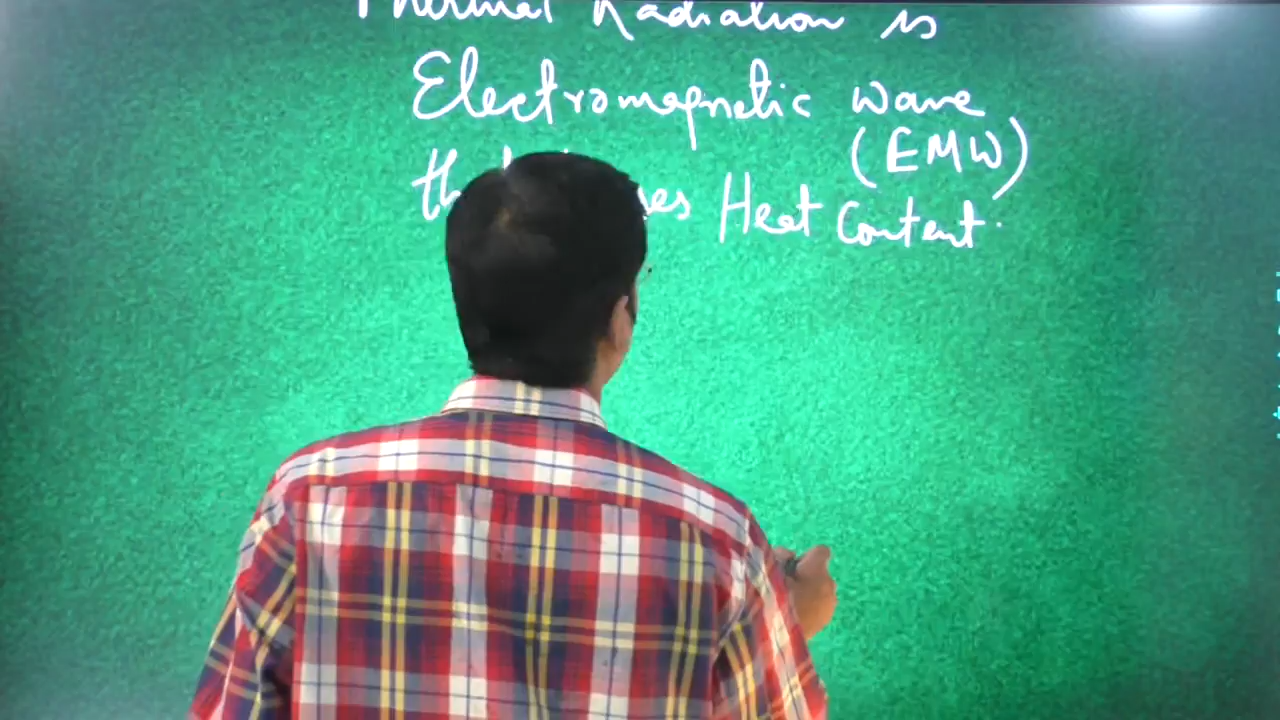 Thermal Radiation is
Electromagnetic wave
(EMW)
Heat Content.